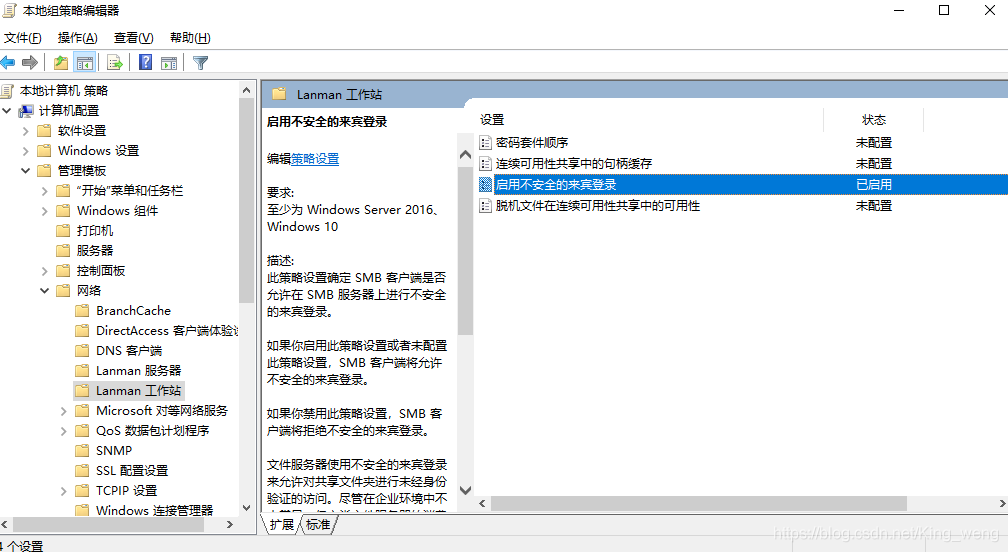 本地组策略编辑器
文件(F) 操作(A) 查看(V) 帮助(H)
本地计算机 策略
计算机配置
软件设置
Windows 设置
管理模板
“开始”菜单和任务栏
Windows 组件
打印机
服务器
控制面板
网络
BranchCache
DirectAccess 客户端体验
DNS 客户端
Lanman 服务器
Lanman 工作站
Microsoft 对等网络服务
QoS 数据包计划程序
SNMP
SSL 配置设置
TCPIP 设置
Windows 连接管理器
Lanman 工作站
启用不安全的来宾登录
编辑策略设置
要求:
至少为 Windows Server 2016、
Windows 10
描述:
此策略设置确定 SMB 客户端是否
允许在 SMB 服务器上进行不安全
的来宾登录。
如果你启用此策略设置或者未配置
此策略设置，SMB 客户端将允许
不安全的来宾登录。
如果你禁用此策略设置，SMB 客
户端将拒绝不安全的来宾登录。
文件服务器使用不安全的来宾登录
来允许对共享文件夹进行未经身份
验证的访问。尽管在企业环境中不
设置 状态
密码套件顺序 未配置
连续可用性共享中的句柄缓存 未配置
启用不安全的来宾登录 已启用
脱机文件在连续可用性共享中的可用性 未配置
扩展 标准
4 个设置
https://blog.csdn.net/King_weng